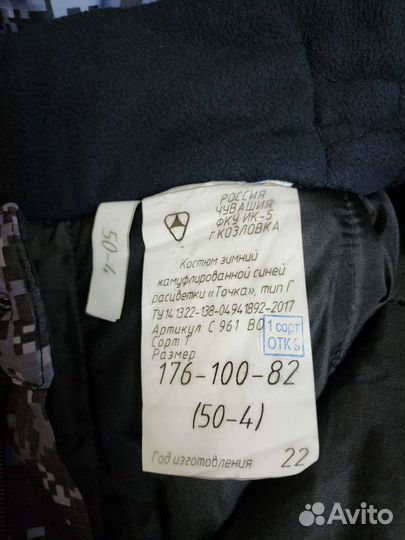 РОССИЯ
ЧУВАШИЯ
ФКУ ИК-5
г.КОЗЛОВКА
50-4
Костюм зимний
камуфлированной синей
расцветки «Точка», тип Г
ТУ 14.1322-138-04941892-2017
Артикул С 961 ВО
Сорт 1
1 сорт
ОТК
Размер
176-100-82
(50-4)
Год изготовления 22
Avito